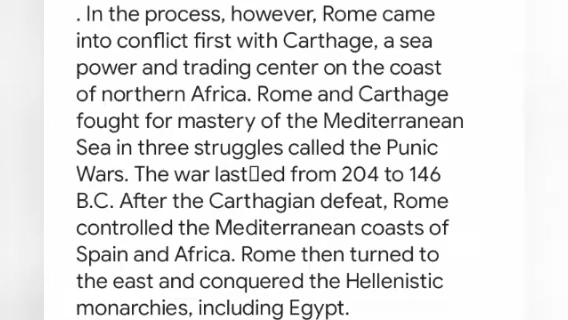 . In the process, however, Rome came
into conflict first with Carthage, a sea
power and trading center on the coast
of northern Africa. Rome and Carthage
fought for mastery of the Mediterranean
Sea in three struggles called the Punic
Wars. The war last▯ed from 204 to 146
B.C. After the Carthagian defeat, Rome
controlled the Mediterranean coasts of
Spain and Africa. Rome then turned to
the east and conquered the Hellenistic
monarchies, including Egypt.